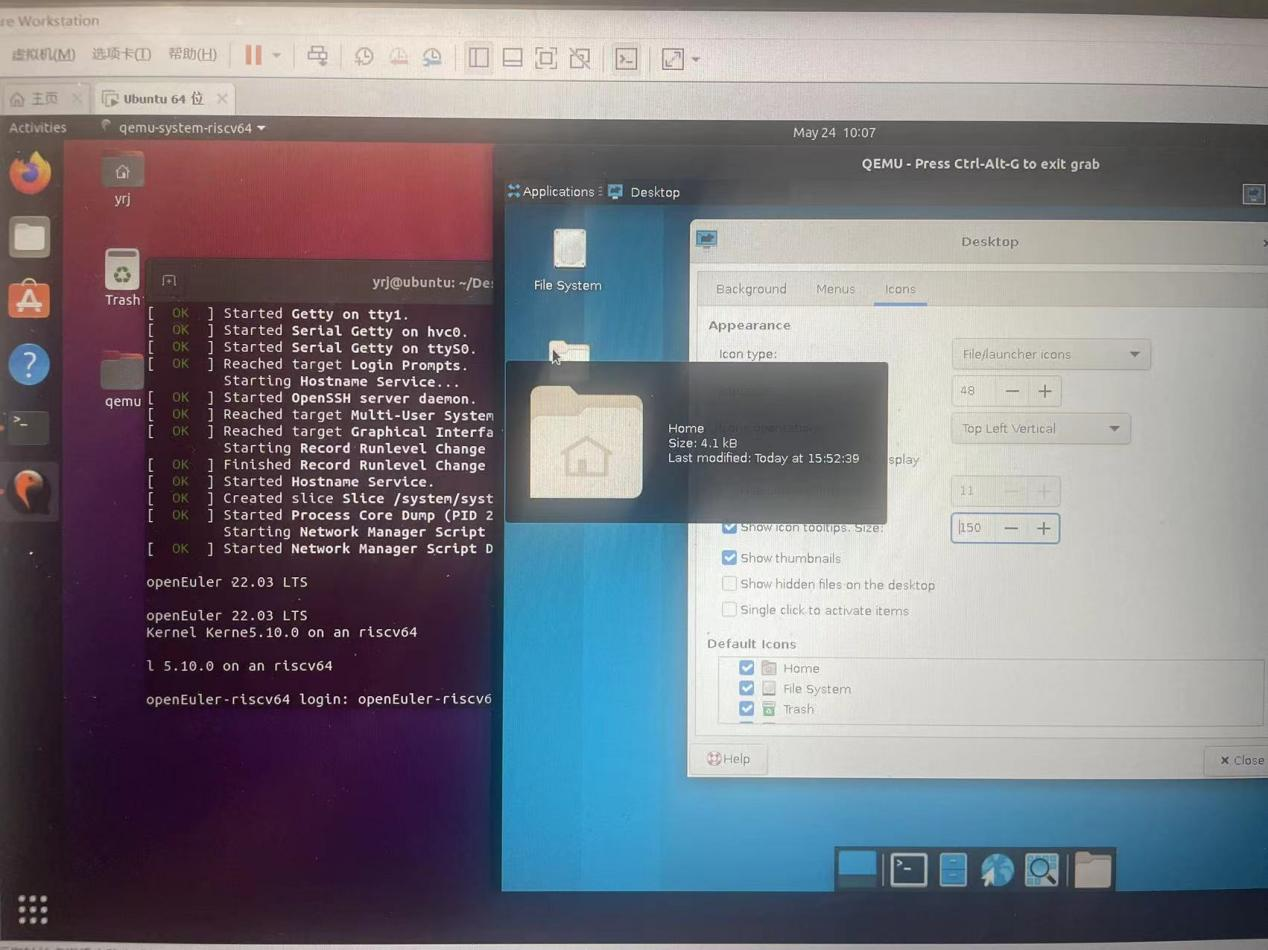 re Workstation
虚拟机(M) 选项卡(T) 帮助(H)
主页 Ubuntu 64 位
Activities qemu-system-riscv64 May 24 10:07
QEMU - Press Ctrl-Alt-G to exit grab
Applications Desktop
yrj
Trash
qemu
yrj@ubuntu: ~/Des
[ OK ] Started Getty on tty1.
[ OK ] Started Serial Getty on hvc0.
[ OK ] Started Serial Getty on ttyS0.
[ OK ] Reached target Login Prompts.
Starting Hostname Service...
[ OK ] Started OpenSSH server daemon.
[ OK ] Reached target Multi-User System
[ OK ] Reached target Graphical Interfa
Starting Record Runlevel Change
[ OK ] Finished Record Runlevel Change
[ OK ] Started Hostname Service.
[ OK ] Created slice Slice /system/syst
[ OK ] Started Process Core Dump (PID 2
Starting Network Manager Script
[ OK ] Started Network Manager Script D
openEuler 22.03 LTS
openEuler 22.03 LTS
Kernel Kerne5.10.0 on an riscv64
l 5.10.0 on an riscv64
openEuler-riscv64 login: openEuler-riscv6
File System
Home
Size: 4.1 kB
Last modified: Today at 15:52:39
Desktop
Background Menus Icons
Appearance
Icon type: File/launcher icons
48
Top Left Vertical
splay
11
Show icon tooltips. Size: 150
Show thumbnails
Show hidden files on the desktop
Single click to activate items
Default Icons
Home
File System
Trash
Help Close